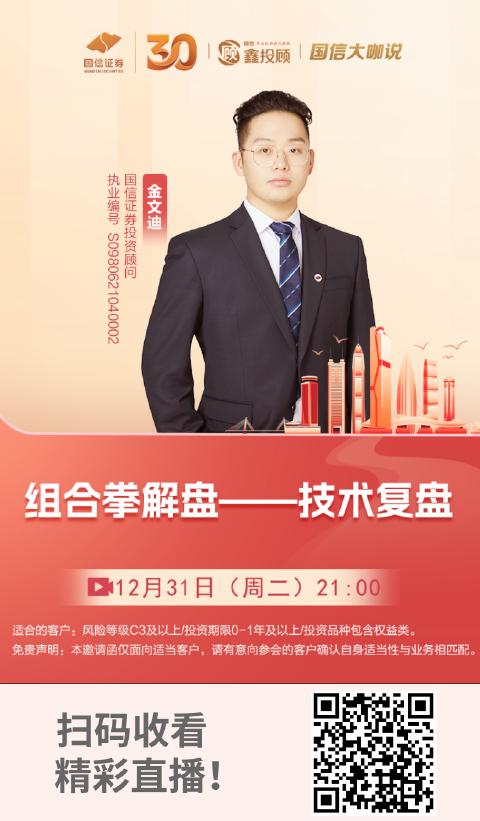 国信证券
30
鑫投顾
国信大咖说
金文迪
国信证券投资顾问
执业编号 S0980621040002
组合拳解盘——技术复盘
12月31日（周二）21:00
适合的客户：风险等级C3及以上/投资期限0-1年及以上/投资品种包含权益类。
免责声明：本邀请函仅面向适当客户，请有意向参会的客户确认自身适当性与业务相匹配。
扫码收看
精彩直播！